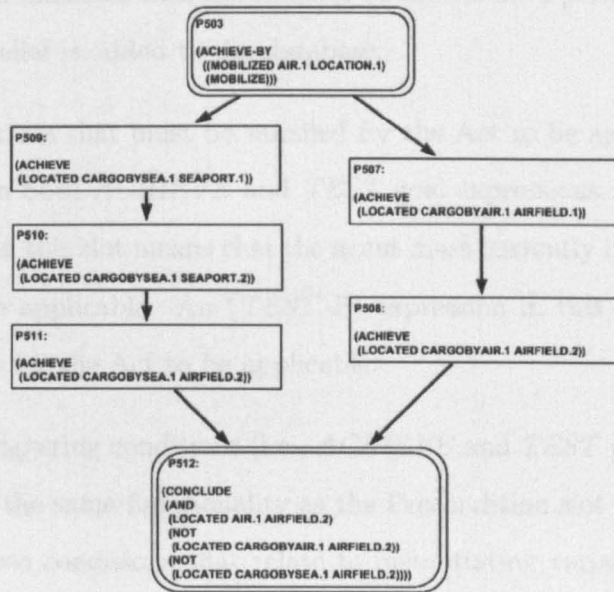 P503
(ACHIEVE-BY
((MOBILIZED AIR.1 LOCATION.1)
(MOBILIZE)))
P509:
(ACHIEVE
(LOCATED CARGOBYSEA.1 SEAPORT.1))
P507:
(ACHIEVE
(LOCATED CARGOBYAIR.1 AIRFIELD.1))
P510:
(ACHIEVE
(LOCATED CARGOBYSEA.1 SEAPORT.2))
P511:
(ACHIEVE
(LOCATED CARGOBYSEA.1 AIRFIELD.2))
P508:
(ACHIEVE
(LOCATED CARGOBYAIR.1 AIRFIELD.2))
P512:
(CONCLUDE
(AND
(LOCATED AIR.1 AIRFIELD.2)
(NOT
(LOCATED CARGOBYAIR.1 AIRFIELD.2))
(NOT
(LOCATED CARGOBYSEA.1 AIRFIELD.2))))